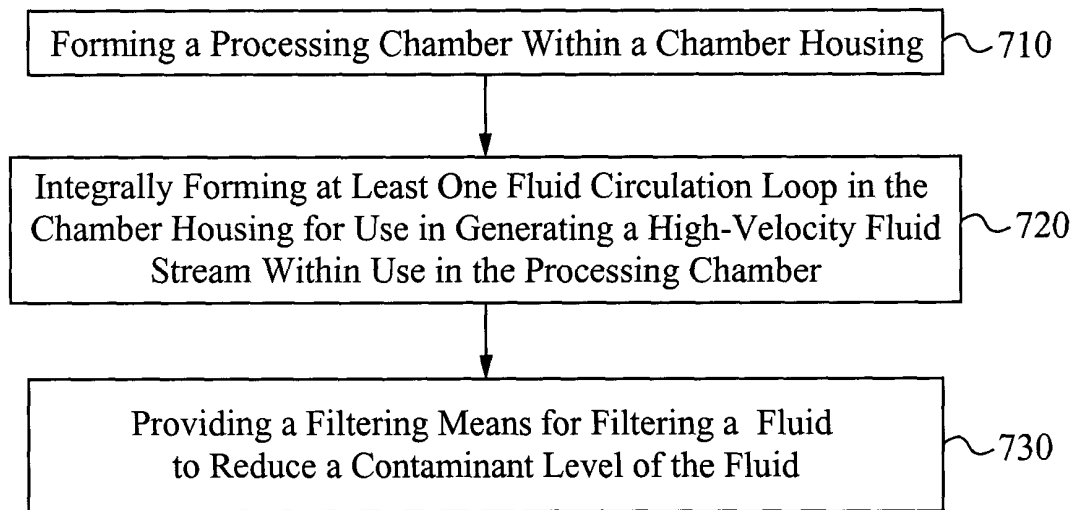 Forming a Processing Chamber Within a Chamber Housing 710
Integrally Forming at Least One Fluid Circulation Loop in the
Chamber Housing for Use in Generating a High-Velocity Fluid 720
Stream Within Use in the Processing Chamber
Providing a Filtering Means for Filtering a Fluid
to Reduce a Contaminant Level of the Fluid 730